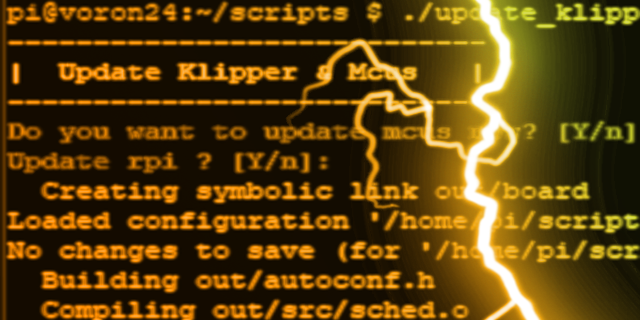 pi@voron24:~/scripts $ ./update_klipp
| Update Klipper & Mcus |
Do you want to update mcus now? [Y/n]
Update rpi ? [Y/n]:
Creating symbolic link out/board
Loaded configuration '/home/pi/script
No changes to save (for '/home/pi/scr
Building out/autoconf.h
Compiling out/src/sched.o